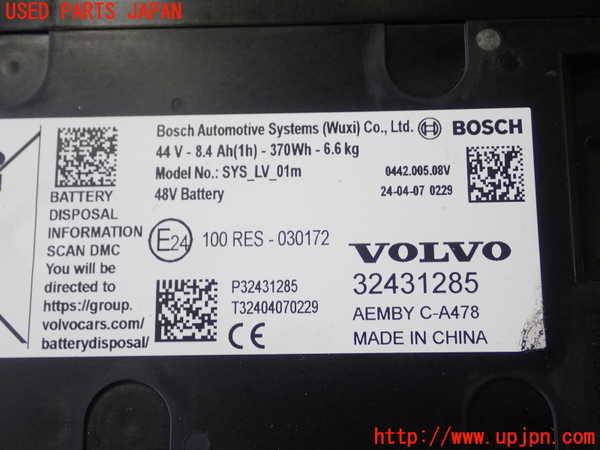 USED PARTS JAPAN
Bosch Automotive Systems (Wuxi) Co., Ltd. BOSCH
44 V - 8.4 Ah(1h) - 370Wh - 6.6 kg
Model No.: SYS_LV_01m 0442.005.08V
48V Battery 24-04-07 0229
BATTERY
DISPOSAL
INFORMATION
SCAN DMC
You will be
directed to
https://group.
volvocars.com/
batterydisposal/
E24 100 RES - 030172
VOLVO
P32431285 32431285
T32404070229 AEMBY C-A478
CE MADE IN CHINA
http://www.upjpn.com/